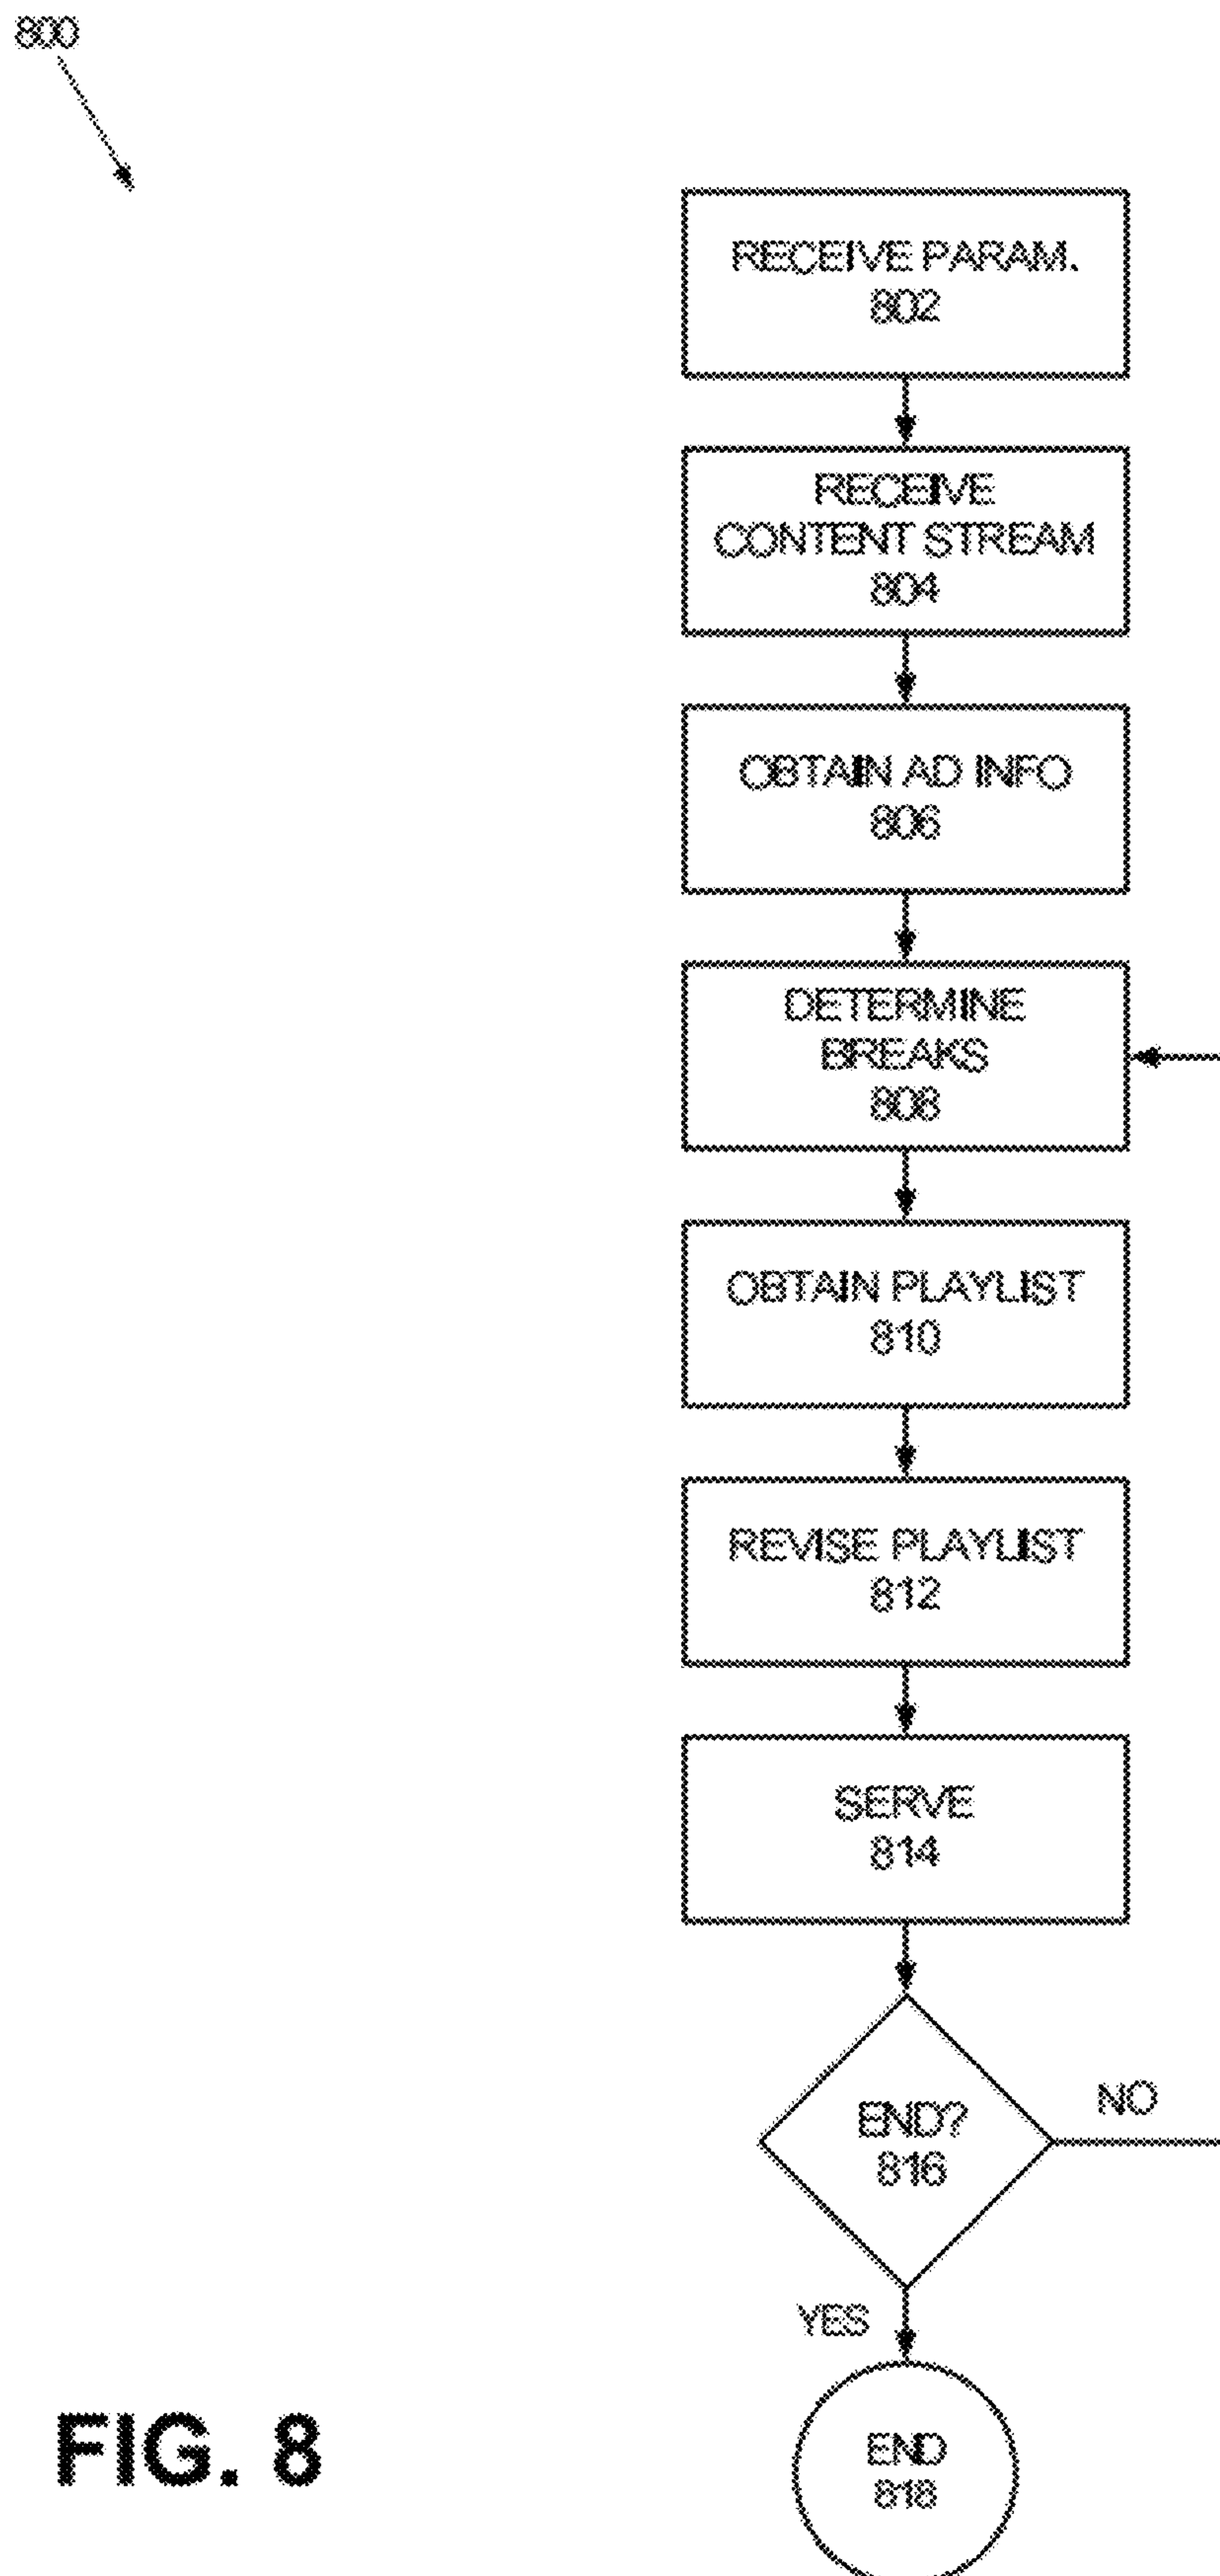 800
RECEIVE PARAM.
802
RECEIVE
CONTENT STREAM
804
OBTAIN AD INFO
806
DETERMINE
BREAKS
808
OBTAIN PLAYLIST
810
REVISE PLAYLIST
812
SERVE
814
END?
816
NO
YES
END
818
FIG. 8